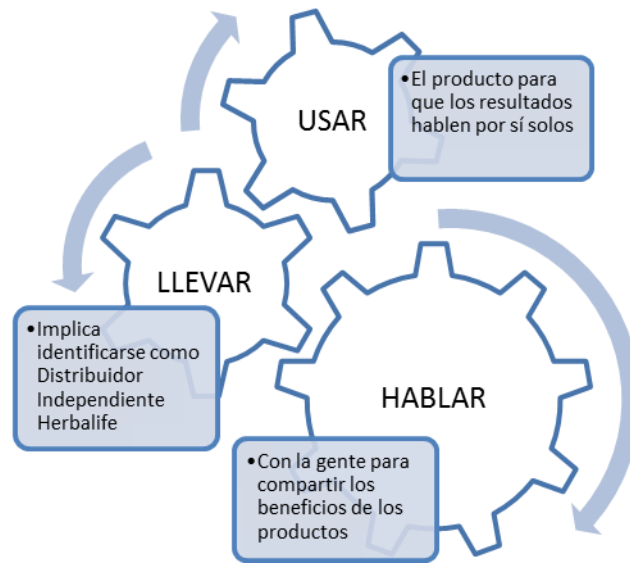 USAR
•El producto para
que los resultados
hablen por sí solos
LLEVAR
•Implica
identificarse como
Distribuidor
Independiente
Herbalife
HABLAR
•Con la gente para
compartir los
beneficios de los
productos